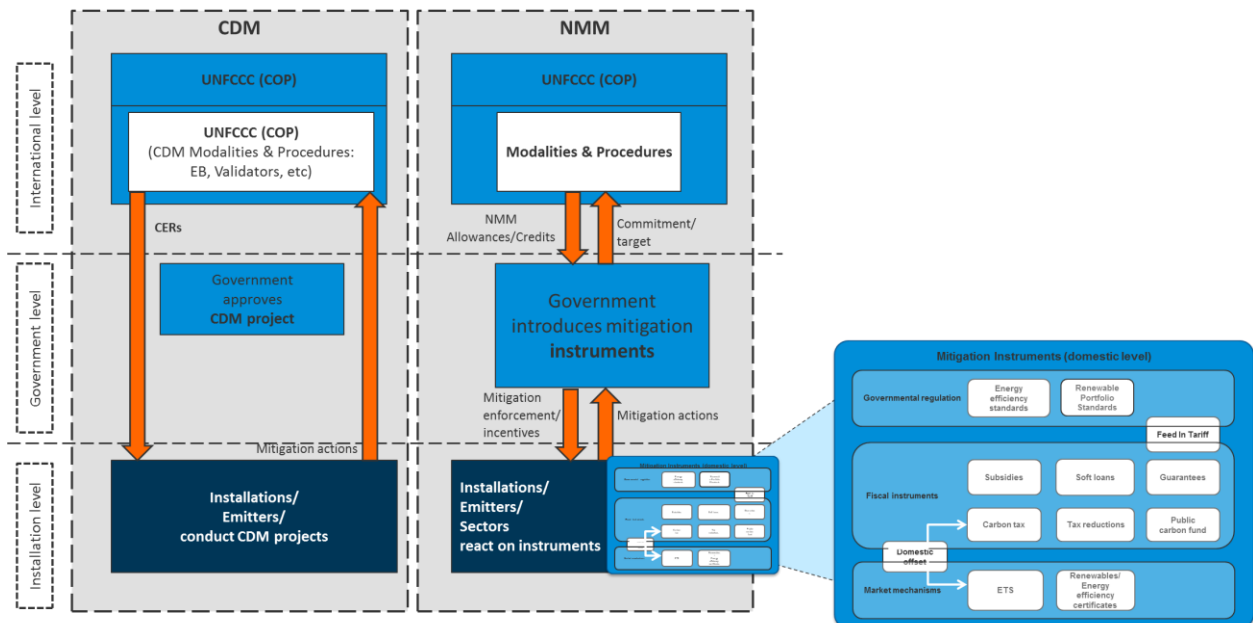 CDM
NMM
International level
UNFCCC (COP)
UNFCCC (COP)
(CDM Modalities & Procedures:
EB, Validators, etc)
UNFCCC (COP)
Modalities & Procedures
CERs
NMM
Allowances/Credits
Commitment/
target
Government level
Government
approves
CDM project
Government
introduces mitigation
instruments
Mitigation
enforcement/
incentives
Mitigation actions
Mitigation actions
Installation level
Installations/
Emitters/
conduct CDM projects
Installations/
Emitters/
Sectors
react on instruments
Mitigation Instruments (domestic level)
Mitigation Instruments (domestic level)
Governmental regulation
Energy
efficiency
standards
Renewable
Portfolio
Standards
Feed In Tariff
Fiscal instruments
Subsidies
Soft loans
Guarantees
Carbon tax
Tax reductions
Public
carbon fund
Domestic
offset
Market mechanisms
ETS
Renewables/
Energy
efficiency
certificates